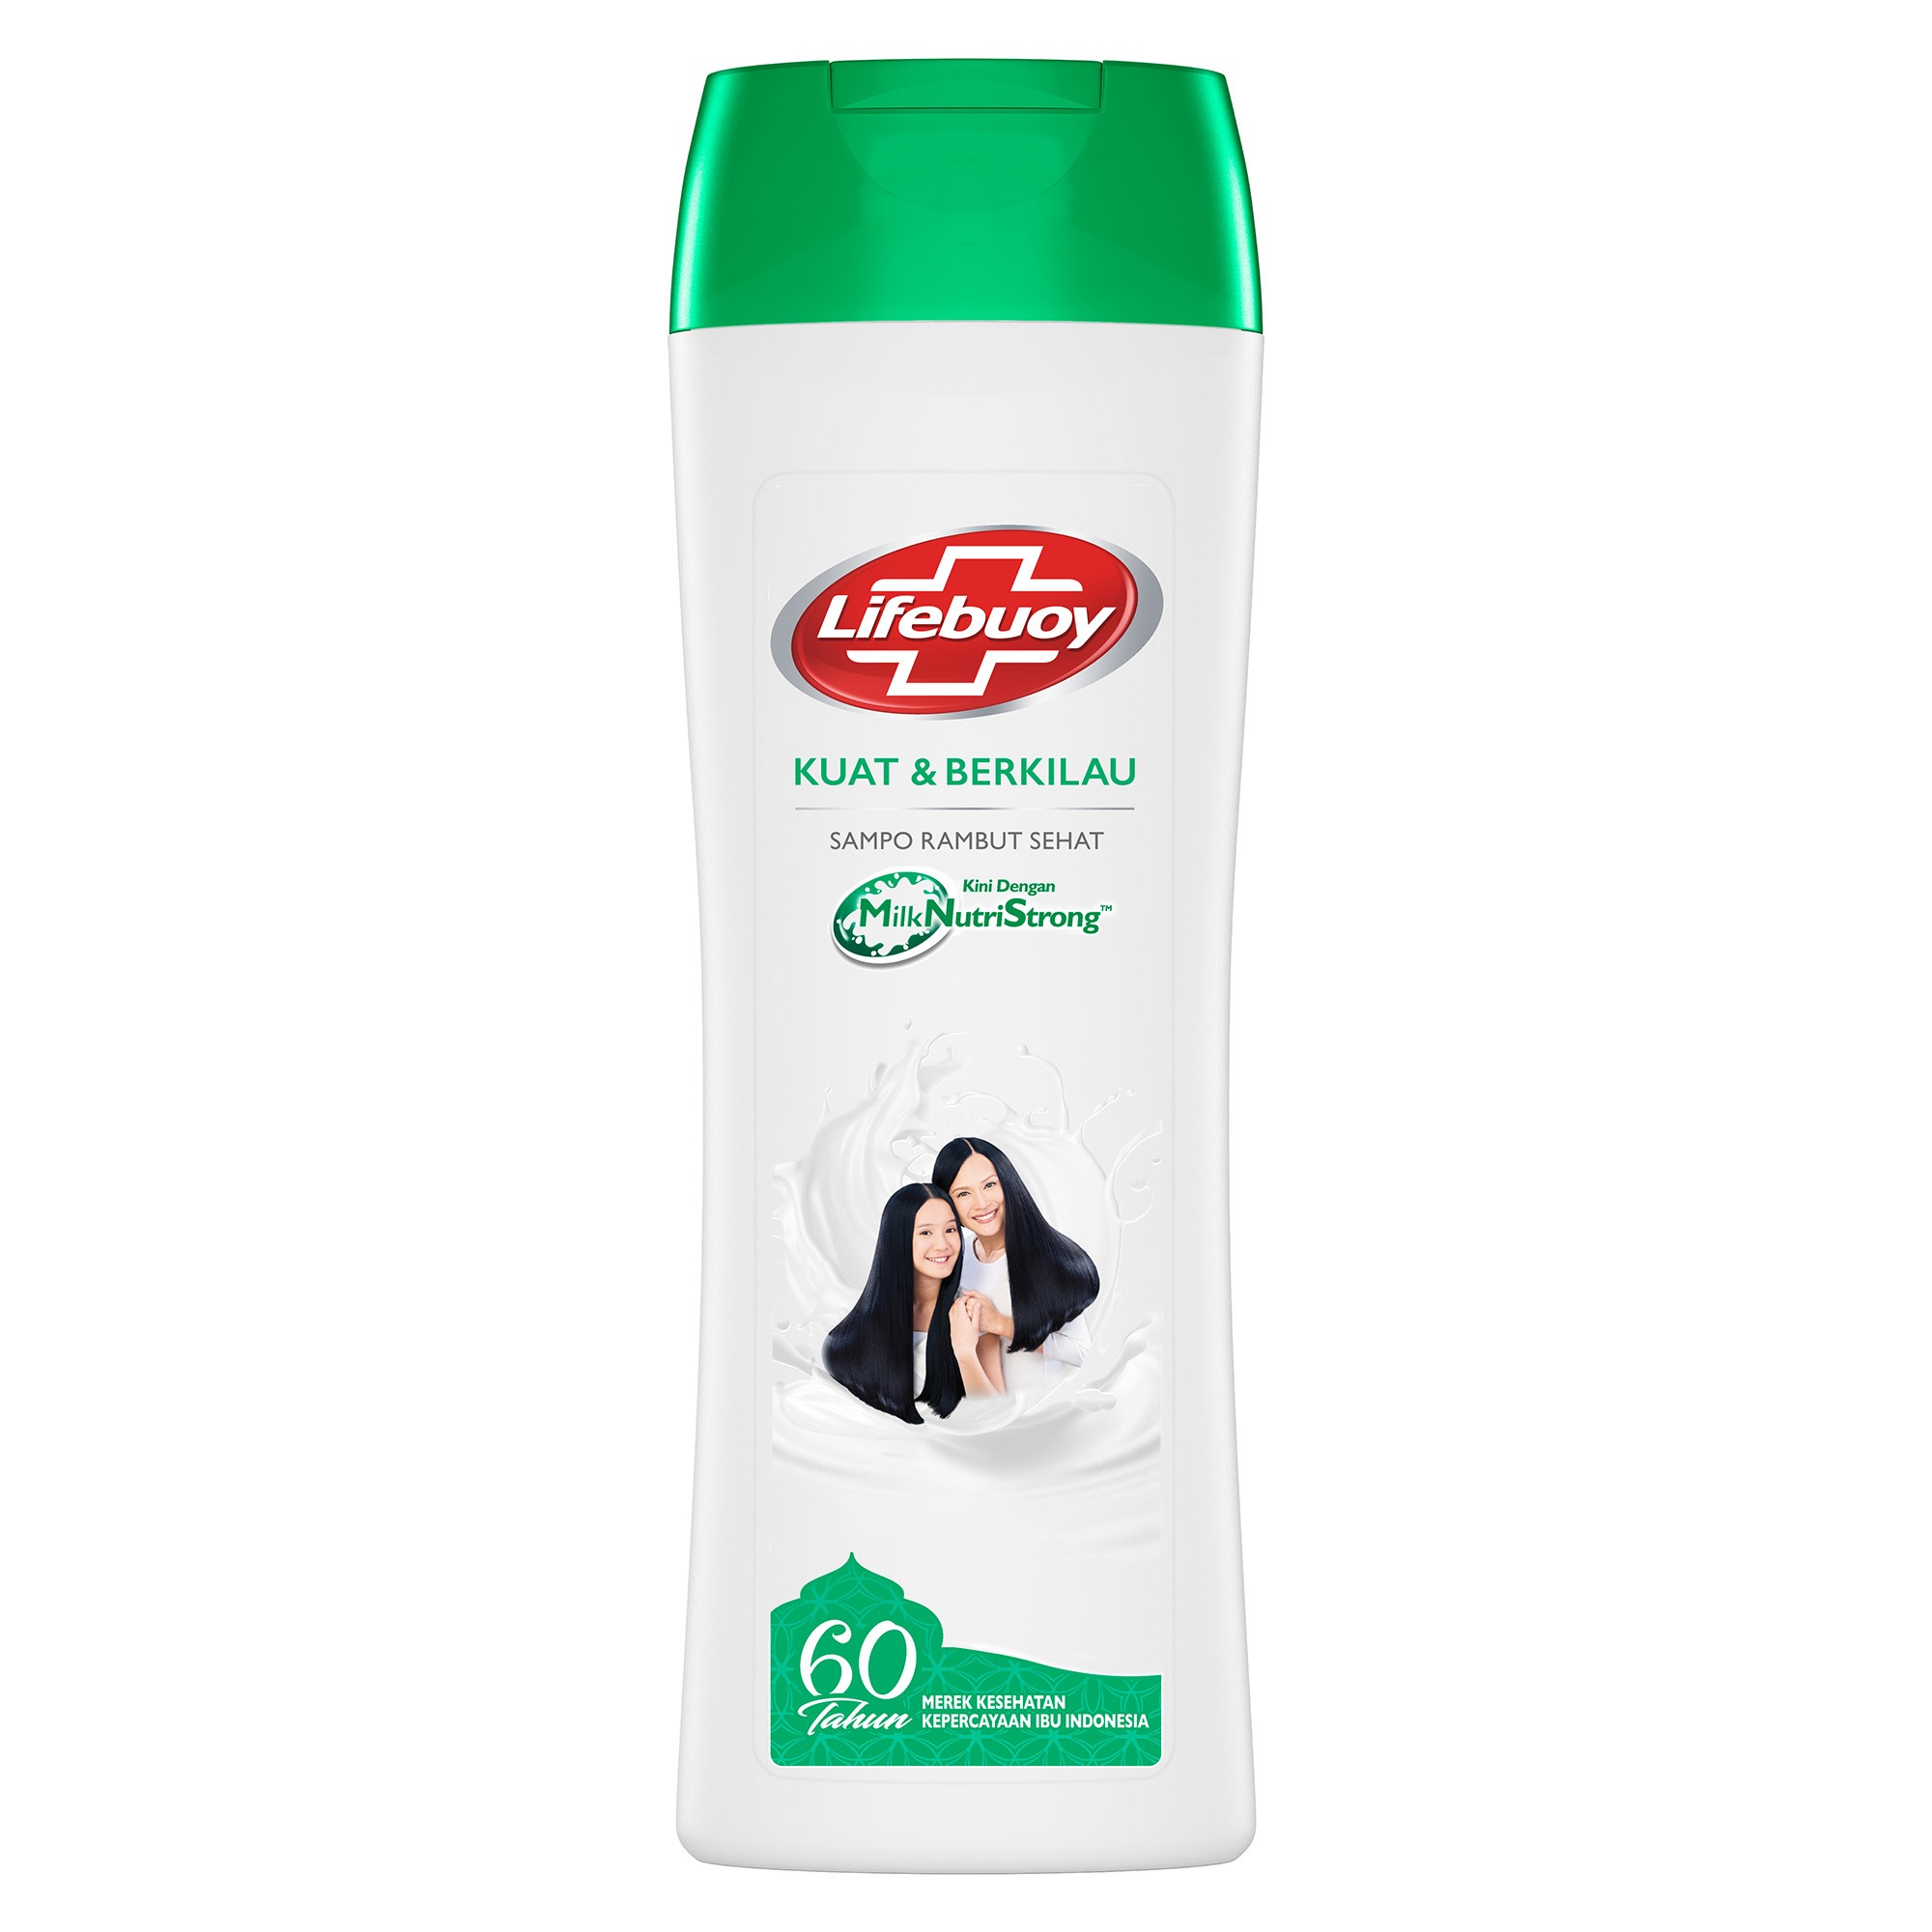 Lifebuoy
KUAT & BERKILAU
SAMPO RAMBUT SEHAT
Kini Dengan
MilkNutriStrong™
60
Tahun
MEREK KESEHATAN
KEPERCAYAAN IBU INDONESIA